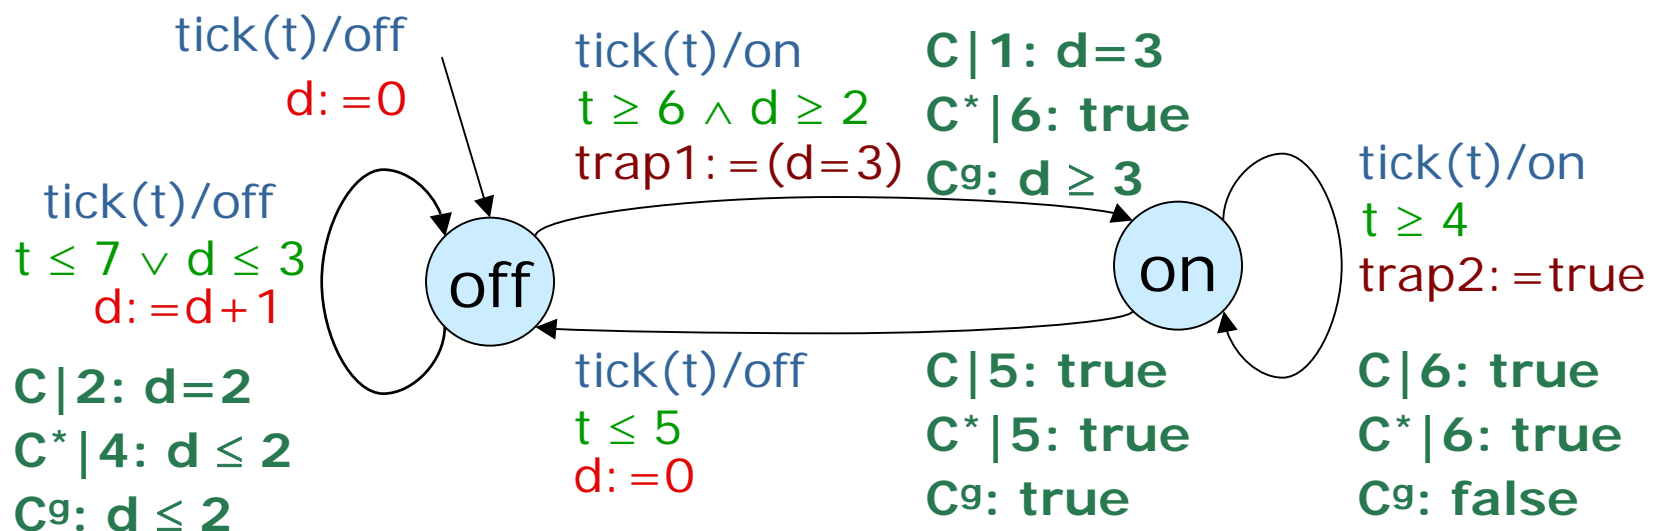 tick(t)/off
d:=0
tick(t)/on
t ≥ 6 ∧ d ≥ 2
trap1:=(d=3)
C|1: d=3
C*|6: true
Cᵍ: d ≥ 3
tick(t)/on
t ≥ 4
trap2:=true
tick(t)/off
t ≤ 7 ∨ d ≤ 3
d:=d+1
off
on
C|2: d=2
C*|4: d ≤ 2
Cᵍ: d ≤ 2
tick(t)/off
t ≤ 5
d:=0
C|5: true
C*|5: true
Cᵍ: true
C|6: true
C*|6: true
Cᵍ: false